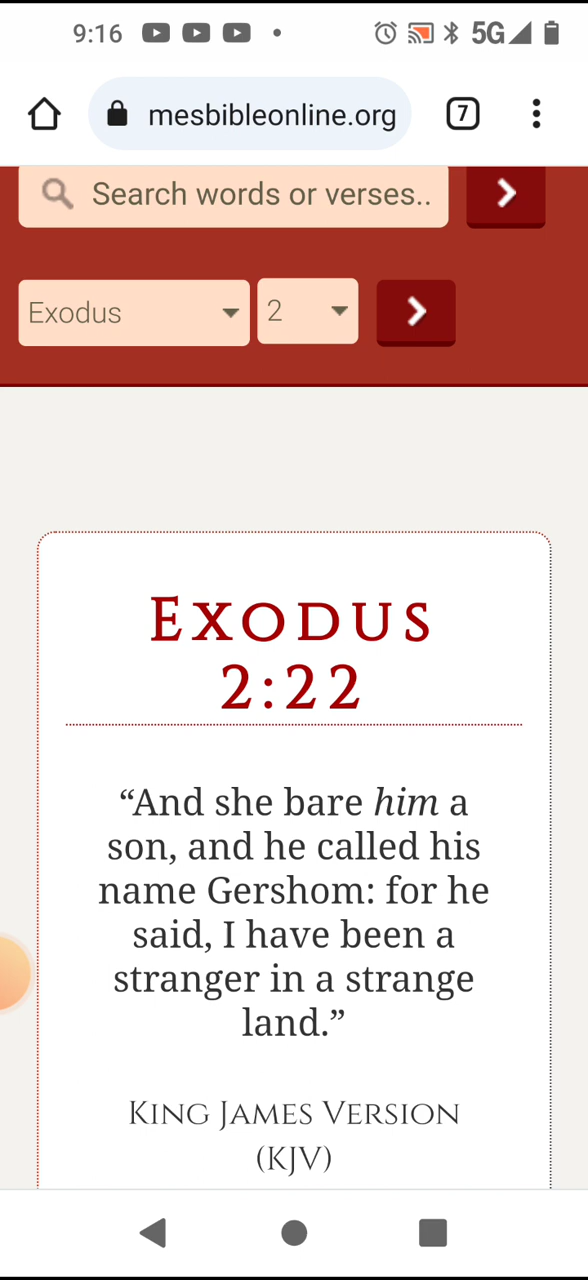 9:16 5G
mesbibleonline.org 7
Search words or verses..
Exodus 2
EXODUS
2:22
“And she bare him a
son, and he called his
name Gershom: for he
said, I have been a
stranger in a strange
land.”
KING JAMES VERSION
(KJV)